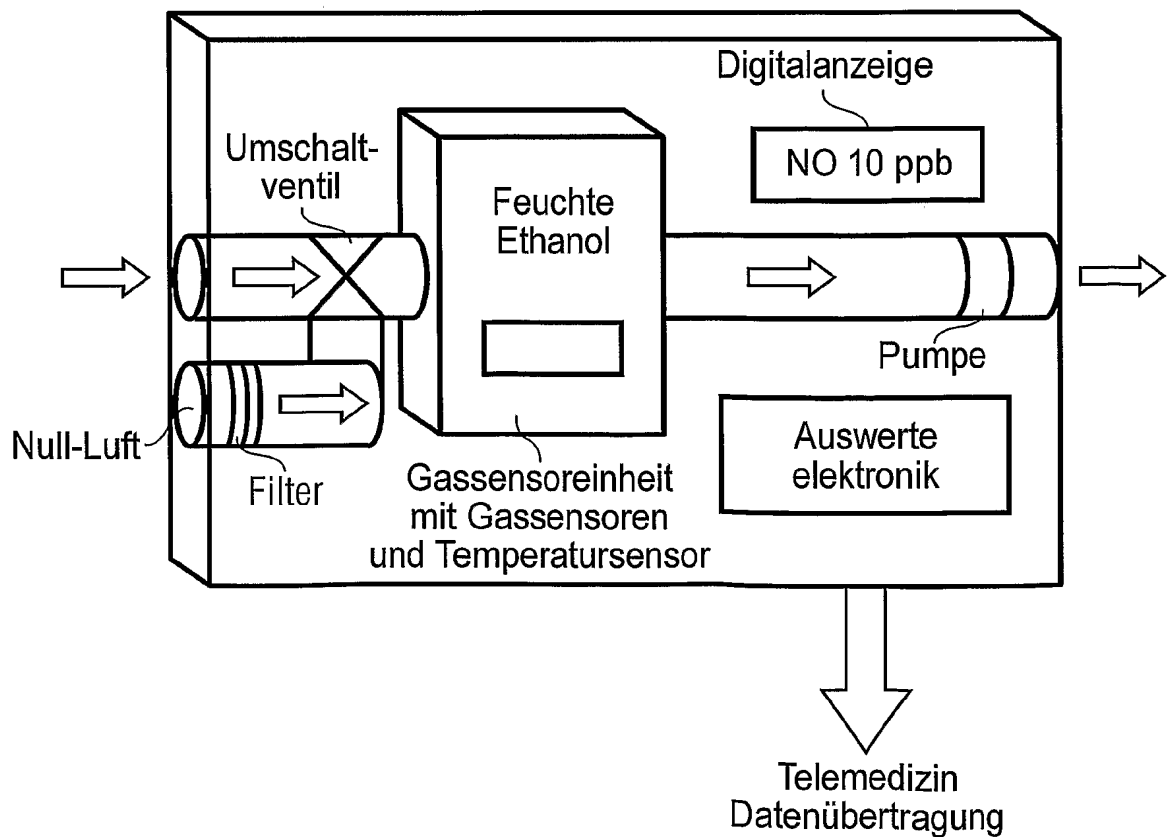 Digitalanzeige
NO 10 ppb
Umschalt-
ventil
Feuchte
Ethanol
Pumpe
Null-Luft
Filter
Gassensoreinheit
mit Gassensoren
und Temperatursensor
Auswerte
elektronik
Telemedizin
Datenübertragung